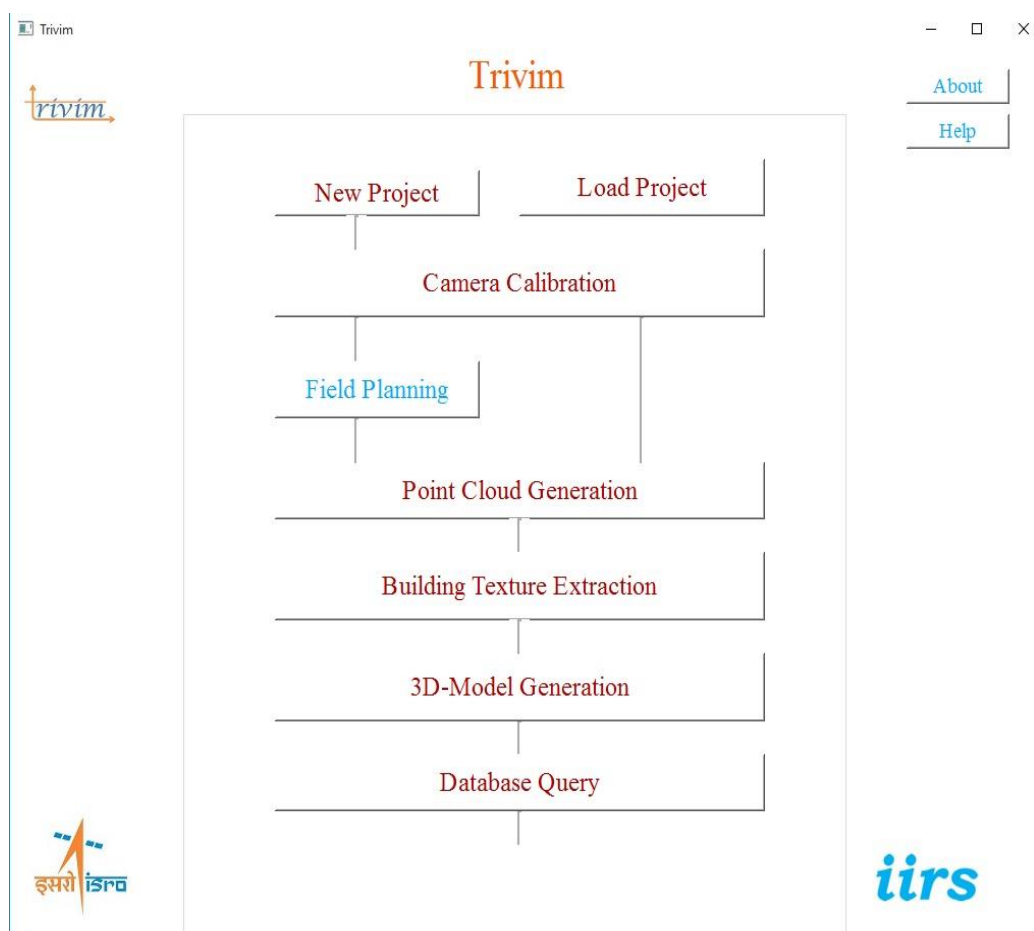 Trivim
Trivim
trivim
About
Help
New Project
Load Project
Camera Calibration
Field Planning
Point Cloud Generation
Building Texture Extraction
3D-Model Generation
Database Query
इसरो isro
iirs